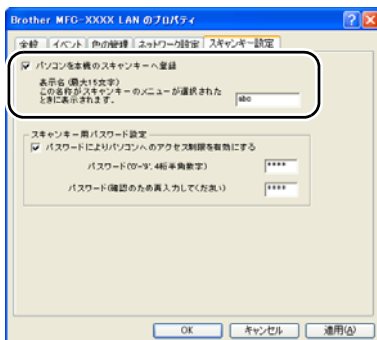 Brother MFC-XXXX LAN のプロパティ
全般 イベント 色の管理 ネットワーク設定 スキャンキー設定
パソコンを本機のスキャンキーへ登録
表示名(最大15文字)
この名称がスキャンキーのメニューが選択された
ときに表示されます。
abc
スキャンキー用パスワード設定
パスワードによりパソコンへのアクセス制限を有効にする
パスワード('0'-'9', 4桁半角数字) ****
パスワード(確認のため再入力してください) ****
OK キャンセル 適用(A)